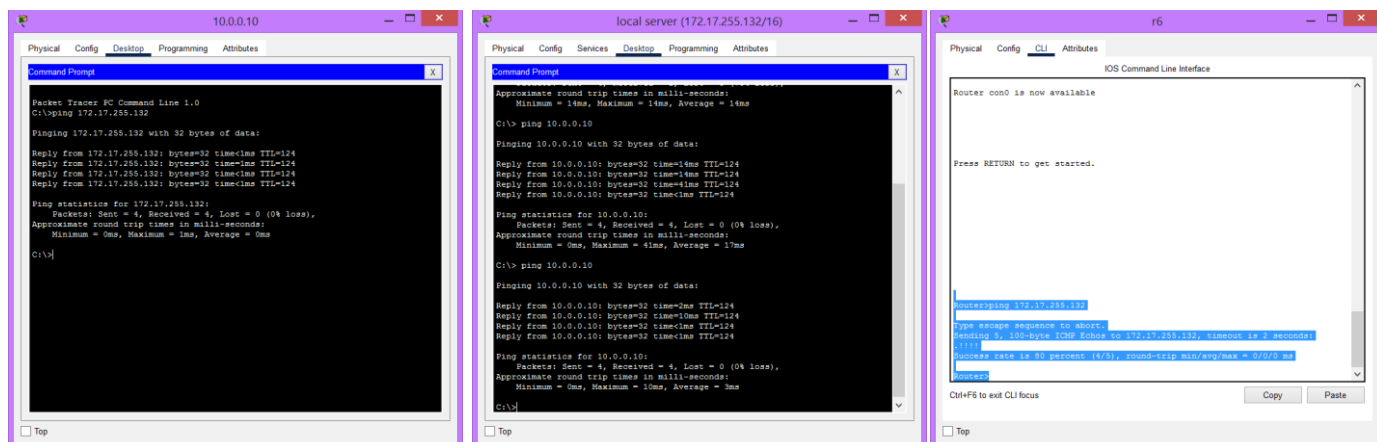 10.0.0.10
Physical Config Desktop Programming Attributes
Command Prompt
X
Packet Tracer PC Command Line 1.0
C:\>ping 172.17.255.132
Pinging 172.17.255.132 with 32 bytes of data:
Reply from 172.17.255.132: bytes=32 time<1ms TTL=124
Reply from 172.17.255.132: bytes=32 time=1ms TTL=124
Reply from 172.17.255.132: bytes=32 time<1ms TTL=124
Reply from 172.17.255.132: bytes=32 time<1ms TTL=124
Ping statistics for 172.17.255.132:
Packets: Sent = 4, Received = 4, Lost = 0 (0% loss),
Approximate round trip times in milli-seconds:
Minimum = 0ms, Maximum = 1ms, Average = 0ms
C:\>
Top
local server (172.17.255.132/16)
Physical Config Services Desktop Programming Attributes
Command Prompt
X
Approximate round trip times in milli-seconds:
Minimum = 14ms, Maximum = 14ms, Average = 14ms
C:\> ping 10.0.0.10
Pinging 10.0.0.10 with 32 bytes of data:
Reply from 10.0.0.10: bytes=32 time=14ms TTL=124
Reply from 10.0.0.10: bytes=32 time=14ms TTL=124
Reply from 10.0.0.10: bytes=32 time=41ms TTL=124
Reply from 10.0.0.10: bytes=32 time<1ms TTL=124
Ping statistics for 10.0.0.10:
Packets: Sent = 4, Received = 4, Lost = 0 (0% loss),
Approximate round trip times in milli-seconds:
Minimum = 0ms, Maximum = 41ms, Average = 17ms
C:\> ping 10.0.0.10
Pinging 10.0.0.10 with 32 bytes of data:
Reply from 10.0.0.10: bytes=32 time=2ms TTL=124
Reply from 10.0.0.10: bytes=32 time=10ms TTL=124
Reply from 10.0.0.10: bytes=32 time<1ms TTL=124
Reply from 10.0.0.10: bytes=32 time<1ms TTL=124
Ping statistics for 10.0.0.10:
Packets: Sent = 4, Received = 4, Lost = 0 (0% loss),
Approximate round trip times in milli-seconds:
Minimum = 0ms, Maximum = 10ms, Average = 3ms
C:\>
Top
r6
Physical Config CLI Attributes
IOS Command Line Interface
Router con0 is now available
Press RETURN to get started.
Router>ping 172.17.255.132
Type escape sequence to abort.
Sending 5, 100-byte ICMP Echos to 172.17.255.132, timeout is 2 seconds:
.!!!!
Success rate is 80 percent (4/5), round-trip min/avg/max = 0/0/0 ms
Router>
Ctrl+F6 to exit CLI focus
Copy
Paste
Top